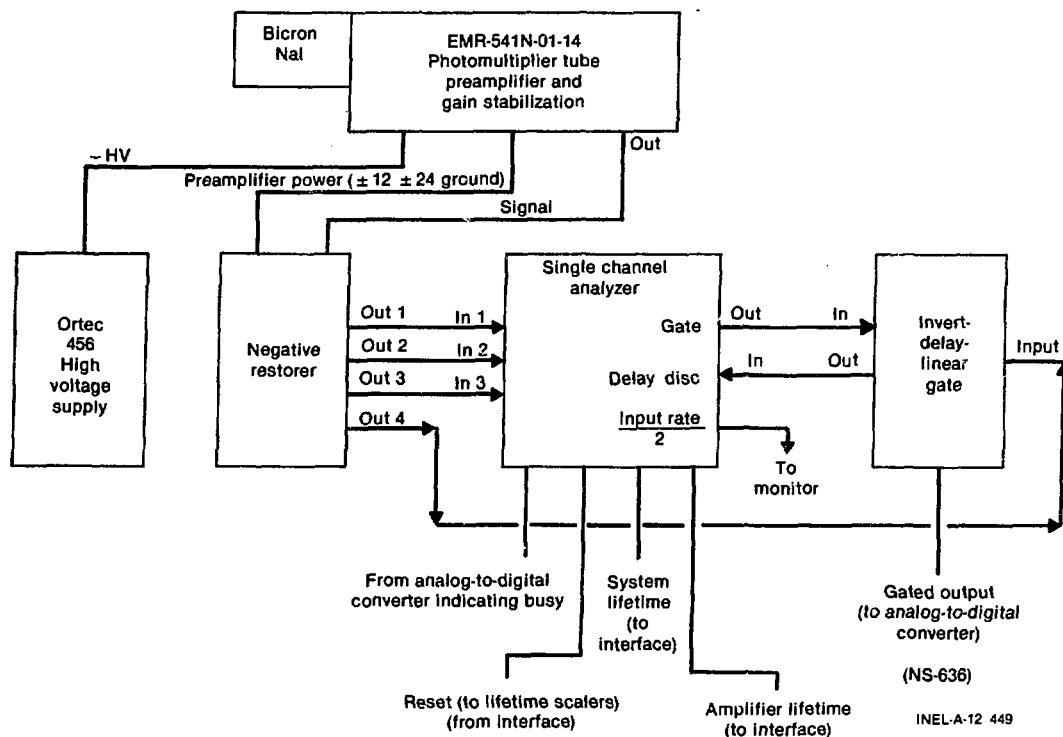 Bicron
NaI
EMR-541N-01-14
Photomultiplier tube
preamplifier and
gain stabilization
Out
– HV
Preamplifier power (± 12 ± 24 ground)
Signal
Ortec
456
High
voltage
supply
Negative
restorer
Out 1
In 1
Out 2
In 2
Out 3
In 3
Out 4
Single channel
analyzer
Gate
Delay disc
Input rate
2
Out
In
In
Out
To
monitor
Invert-
delay-
linear
gate
Input
From analog-to-digital
converter indicating busy
System
lifetime
(to
interface)
Gated output
(to analog-to-digital
converter)
(NS-636)
Reset (to lifetime scalers)
(from interface)
Amplifier lifetime
(to interface)
INEL-A-12 449